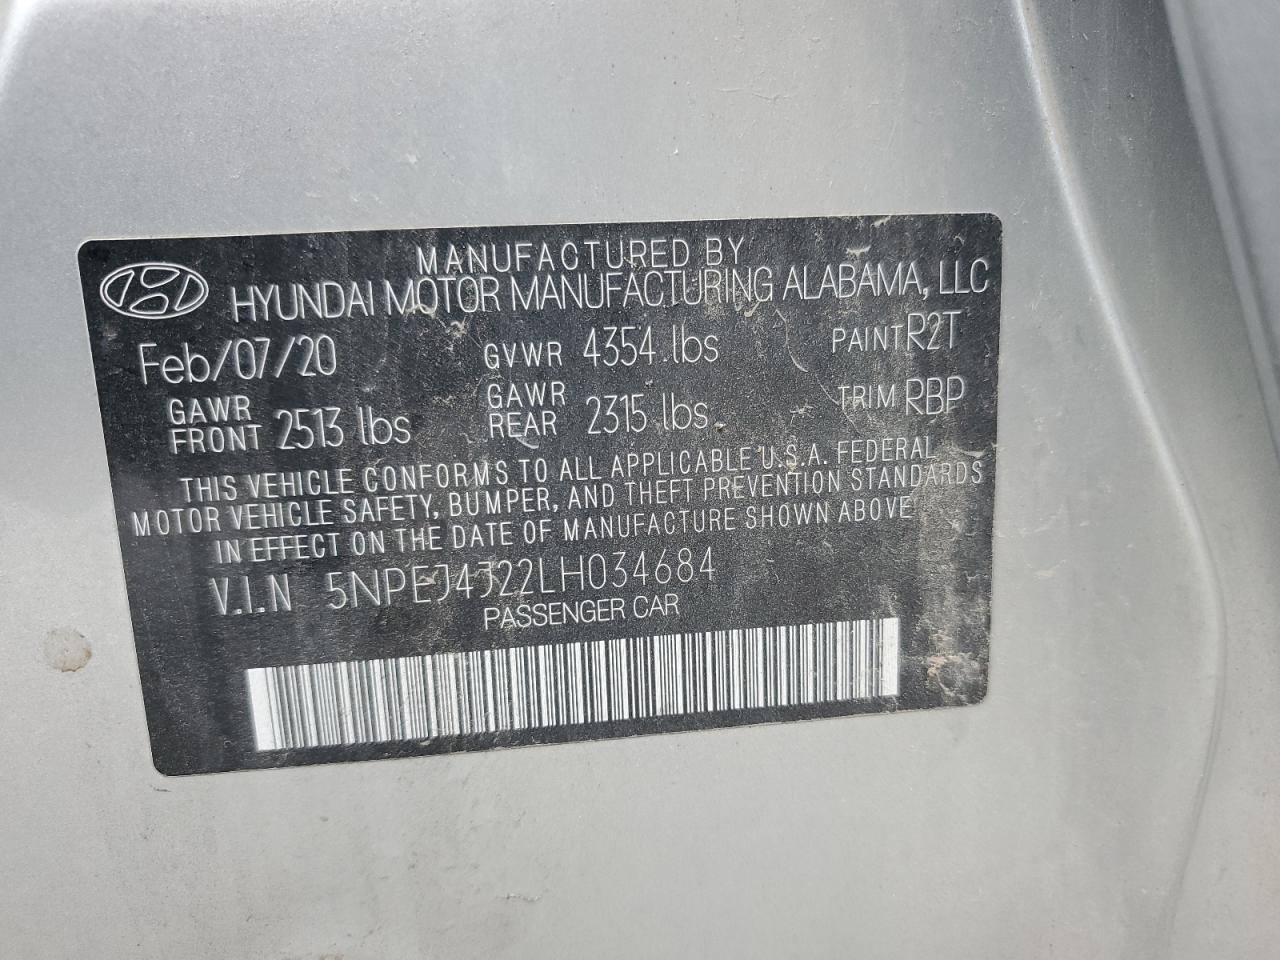 MANUFACTURED BY
HYUNDAI MOTOR MANUFACTURING ALABAMA, LLC
Feb/07/20 GVWR 4354 lbs PAINT R2T
GAWR FRONT 2513 lbs GAWR REAR 2315 lbs TRIM RBP
THIS VEHICLE CONFORMS TO ALL APPLICABLE U.S.A. FEDERAL
MOTOR VEHICLE SAFETY, BUMPER, AND THEFT PREVENTION STANDARDS
IN EFFECT ON THE DATE OF MANUFACTURE SHOWN ABOVE
V.I.N 5NPEJ4J22LH034684
PASSENGER CAR